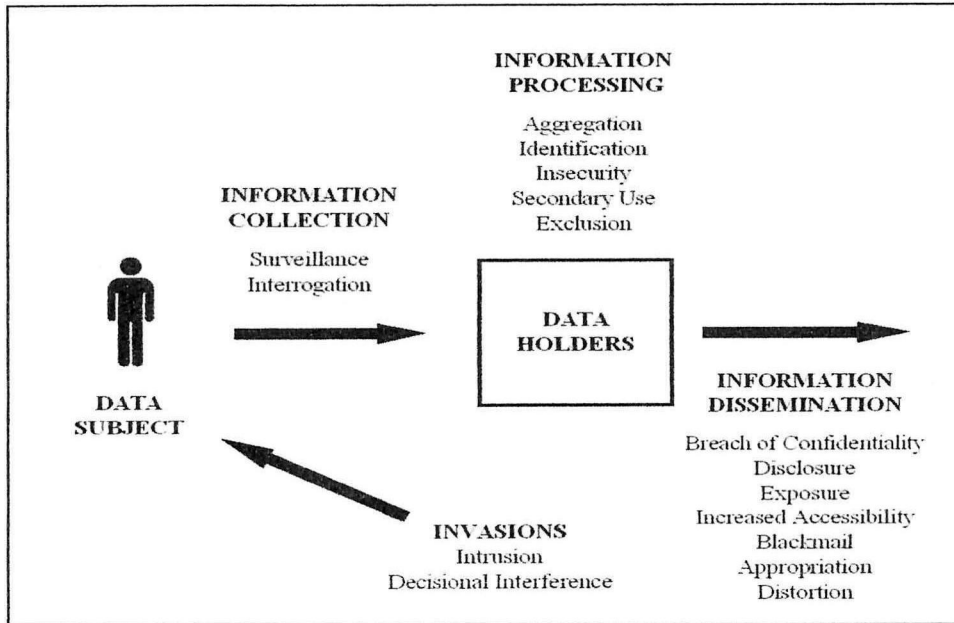 INFORMATION
PROCESSING
Aggregation
Identification
Insecurity
Secondary Use
Exclusion
INFORMATION
COLLECTION
Surveillance
Interrogation
DATA
HOLDERS
DATA
SUBJECT
INFORMATION
DISSEMINATION
Breach of Confidentiality
Disclosure
Exposure
Increased Accessibility
Blackmail
Appropriation
Distortion
INVASIONS
Intrusion
Decisional Interference